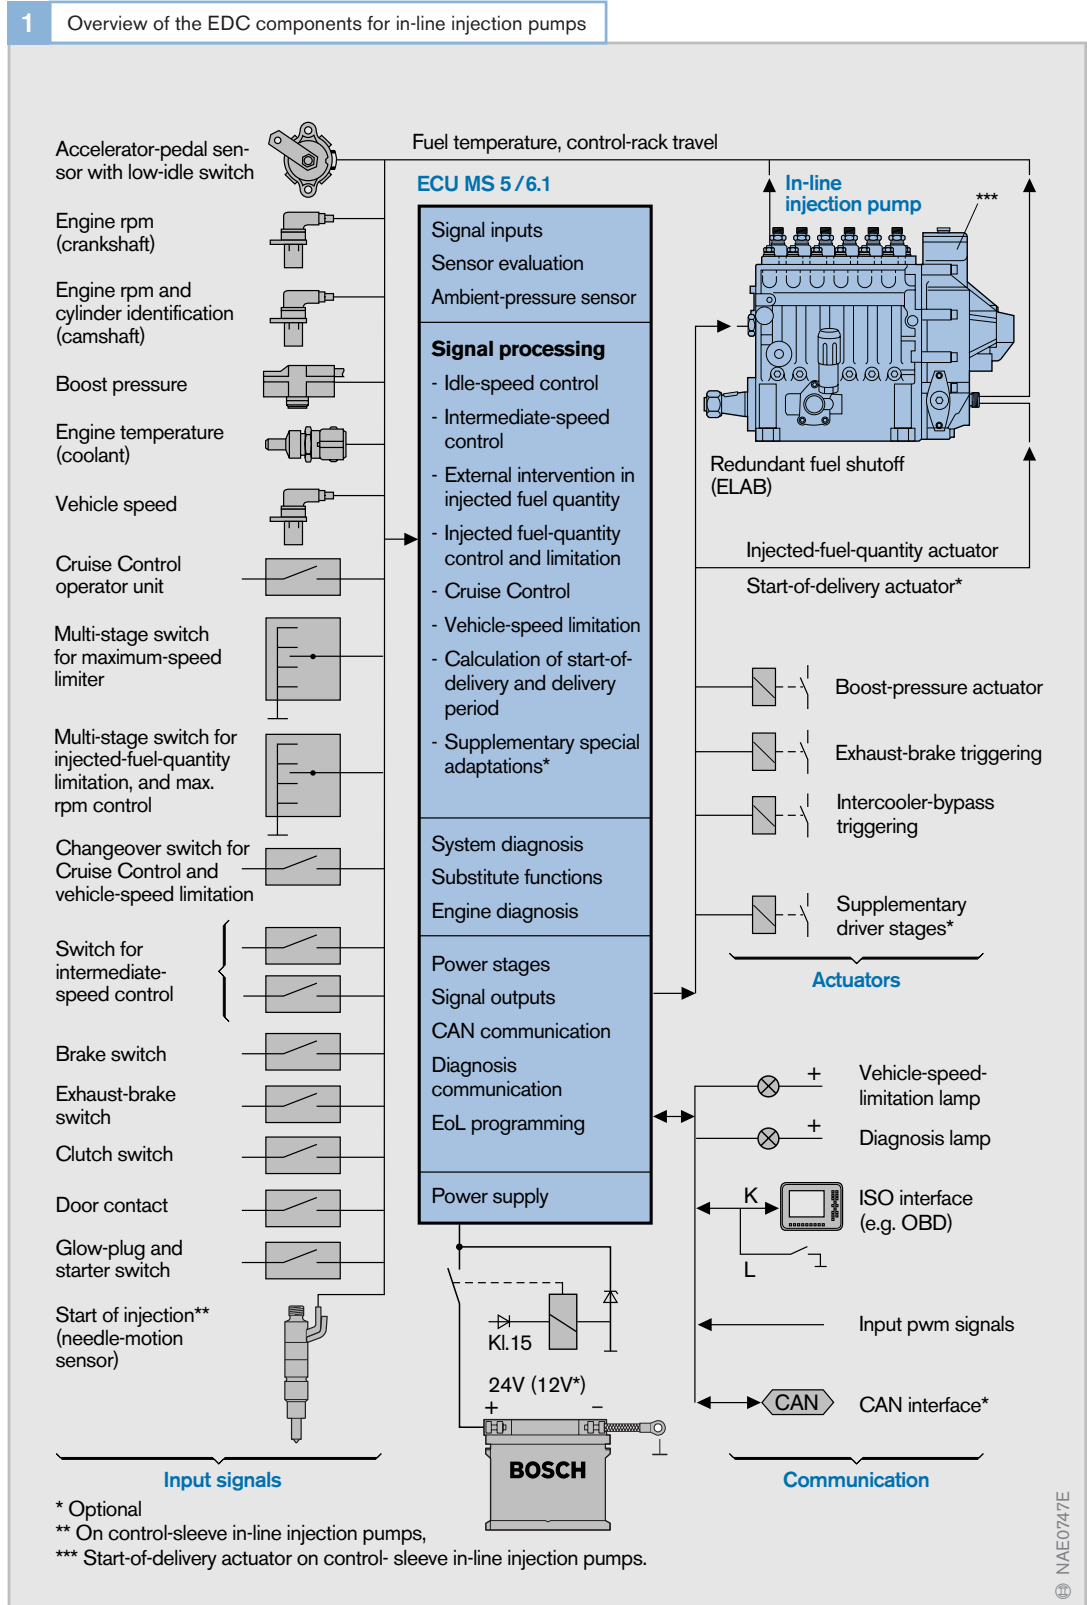 1
Overview of the EDC components for in-line injection pumps
Accelerator-pedal sen-
sor with low-idle switch
Engine rpm
(crankshaft)
Engine rpm and
cylinder identification
(camshaft)
Boost pressure
Engine temperature
(coolant)
Vehicle speed
Cruise Control
operator unit
Multi-stage switch
for maximum-speed
limiter
Multi-stage switch for
injected-fuel-quantity
limitation, and max.
rpm control
Changeover switch for
Cruise Control and
vehicle-speed limitation
Switch for
intermediate-
speed control
Brake switch
Exhaust-brake
switch
Clutch switch
Door contact
Glow-plug and
starter switch
Start of injection**
(needle-motion
sensor)
Input signals
Fuel temperature, control-rack travel
ECU MS 5/6.1
Signal inputs
Sensor evaluation
Ambient-pressure sensor
Signal processing
- Idle-speed control
- Intermediate-speed
control
- External intervention in
injected fuel quantity
- Injected fuel-quantity
control and limitation
- Cruise Control
- Vehicle-speed limitation
- Calculation of start-of-
delivery and delivery
period
- Supplementary special
adaptations*
System diagnosis
Substitute functions
Engine diagnosis
Power stages
Signal outputs
CAN communication
Diagnosis
communication
EoL programming
Power supply
Kl.15
24V (12V*)
+ −
BOSCH
In-line
injection pump
***
Redundant fuel shutoff
(ELAB)
Injected-fuel-quantity actuator
Start-of-delivery actuator*
Boost-pressure actuator
Exhaust-brake triggering
Intercooler-bypass
triggering
Supplementary
driver stages*
Actuators
+
Vehicle-speed-
limitation lamp
+
Diagnosis lamp
K
ISO interface
(e.g. OBD)
L
Input pwm signals
CAN
CAN interface*
Communication
* Optional
** On control-sleeve in-line injection pumps,
*** Start-of-delivery actuator on control- sleeve in-line injection pumps.
NAE0747E